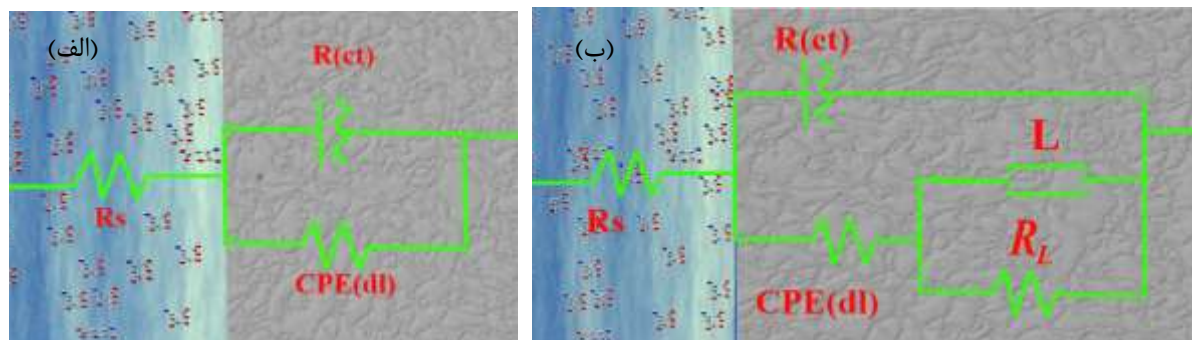 (الف)
R(ct)
Rs
CPE(dl)
(ب)
R(ct)
L
Rs
R_L
CPE(dl)